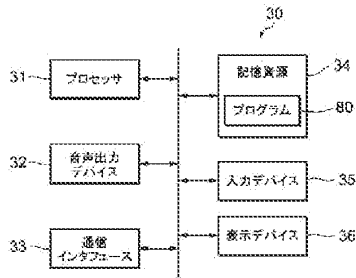 30
31
プロセッサ
記憶資源
34
プログラム
80
32
音声出力
デバイス
入力デバイス
35
33
通信
インタフェース
表示デバイス
36